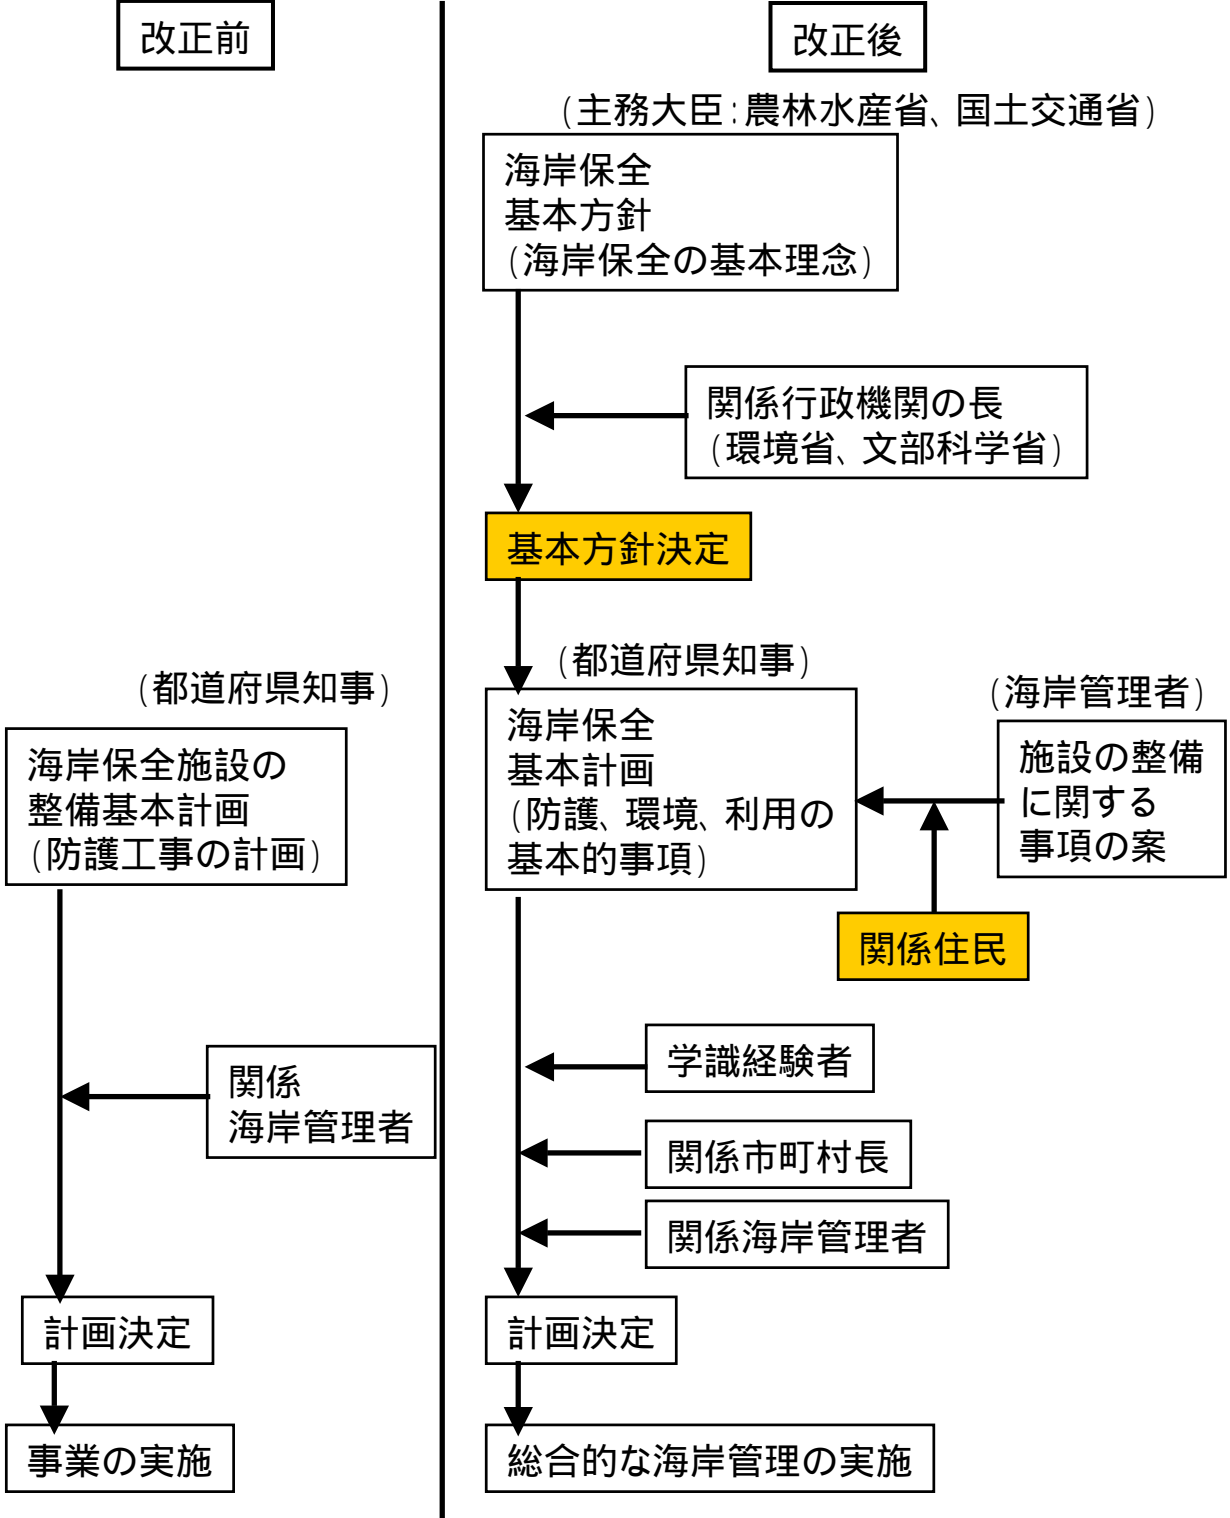 改正前
(都道府県知事)
海岸保全施設の
整備基本計画
(防護工事の計画)
関係
海岸管理者
計画決定
事業の実施
改正後
(主務大臣:農林水産省、国土交通省)
海岸保全
基本方針
(海岸保全の基本理念)
関係行政機関の長
(環境省、文部科学省)
基本方針決定
(都道府県知事)
海岸保全
基本計画
(防護、環境、利用の
基本的事項)
(海岸管理者)
施設の整備
に関する
事項の案
関係住民
学識経験者
関係市町村長
関係海岸管理者
計画決定
総合的な海岸管理の実施